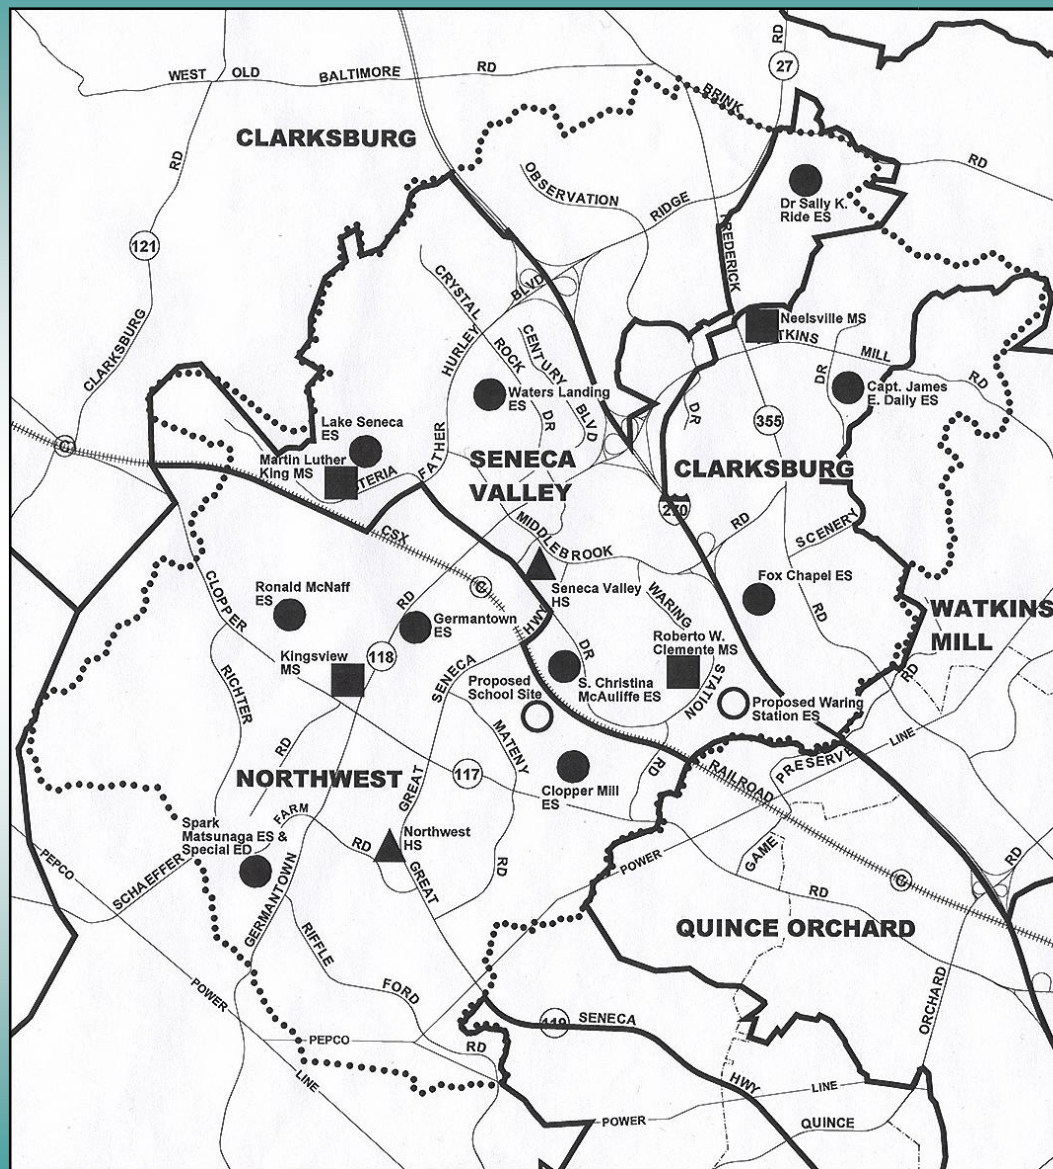 RD
27
WEST OLD BALTIMORE RD
BRINK
RD
CLARKSBURG
RD
OBSERVATION
RIDGE
Dr Sally K.
Ride ES
121
FREDERICK
CRYSTAL
BLVD
HURLEY
CENTURY
ROCK
CLARKSBURG
Neelsville MS
TKINS
MILL
RD
DR
Waters Landing
ES
DR
BLVD
DR
Capt. James
E. Daily ES
355
Lake Seneca
ES
FATHER
Martin Luther
King MS
TERIA
SENECA
VALLEY
CLARKSBURG
270
RD
SCENERY
CSX
MIDDLEBROOK
CLOPPER
Ronald McNaff
ES
RD
Seneca Valley
HS
WARING
Fox Chapel ES
RD
WATKINS
MILL
Germantown
ES
HWY
118
Kingsview
MS
SENECA
DR
Roberto W.
Clemente MS
STATION
RICHTER
Proposed
School Site
S. Christina
McAuliffe ES
Proposed Waring
Station ES
RD
RD
MATENY
LINE
PRESERVE
NORTHWEST
GREAT
117
Clopper Mill
ES
RD
RAILROAD
Spark
Matsunaga ES &
Special ED
FARM
RD
Northwest
HS
GAME
PEPCO
SCHAEFFER
GERMANTOWN
GREAT
RD
POWER
RD
RD
RIFFLE
QUINCE ORCHARD
FORD
POWER
ORCHARD
119
SENECA
PEPCO
RD
LINE
HWY
LINE
POWER
QUINCE